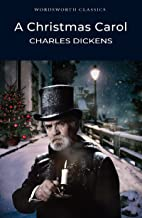 WORDSWORTH CLASSICS
A Christmas Carol
CHARLES DICKENS